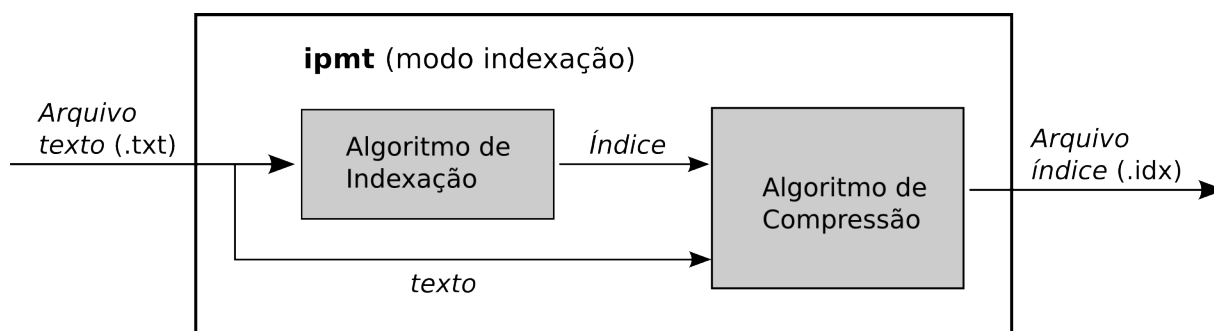 ipmt (modo indexação)
Arquivo
texto (.txt)
Algoritmo de
Indexação
Índice
Algoritmo de
Compressão
Arquivo
índice (.idx)
texto